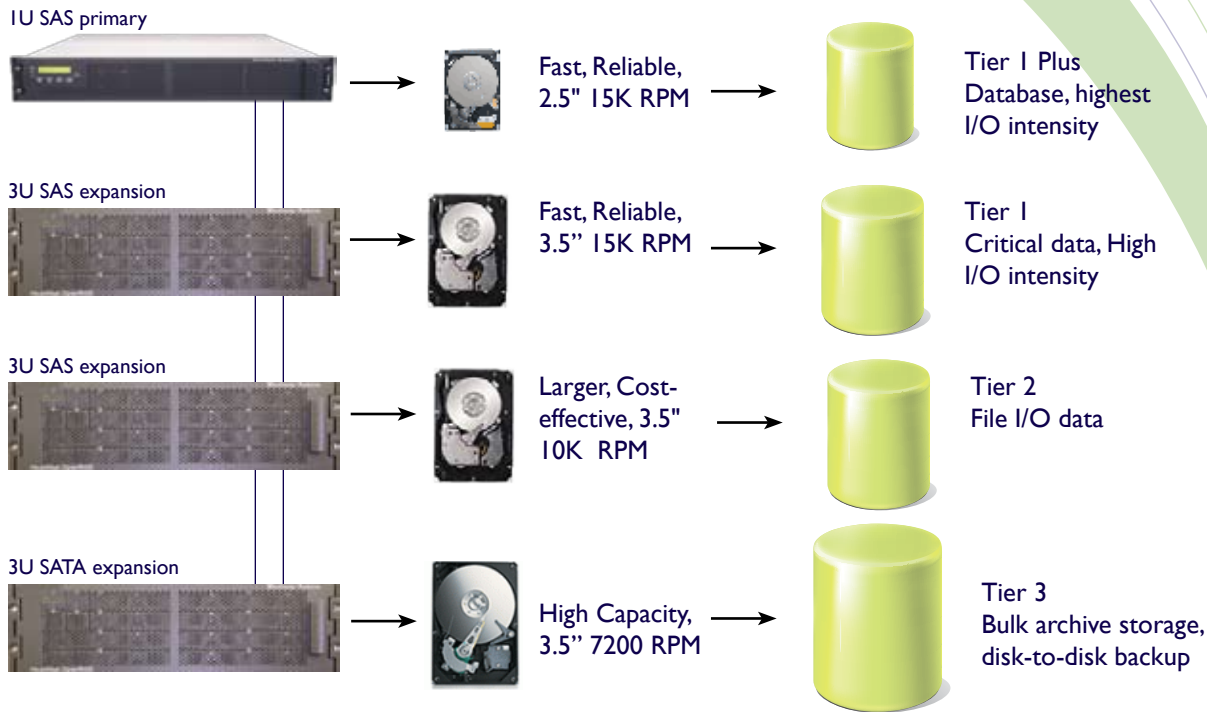 1U SAS primary
Fast, Reliable,
2.5" 15K RPM
Tier 1 Plus
Database, highest
I/O intensity
3U SAS expansion
Fast, Reliable,
3.5” 15K RPM
Tier 1
Critical data, High
I/O intensity
3U SAS expansion
Larger, Cost-
effective, 3.5"
10K RPM
Tier 2
File I/O data
3U SATA expansion
High Capacity,
3.5” 7200 RPM
Tier 3
Bulk archive storage,
disk-to-disk backup